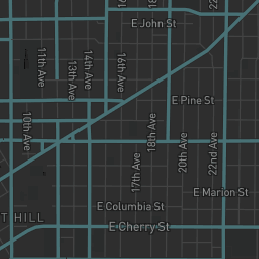 E John St
11th Ave
14th Ave
13th Ave
16th Ave
E Pine St
10th Ave
18th Ave
17th Ave
20th Ave
22nd Ave
E Marion St
E Columbia St
T HILL
E Cherry St